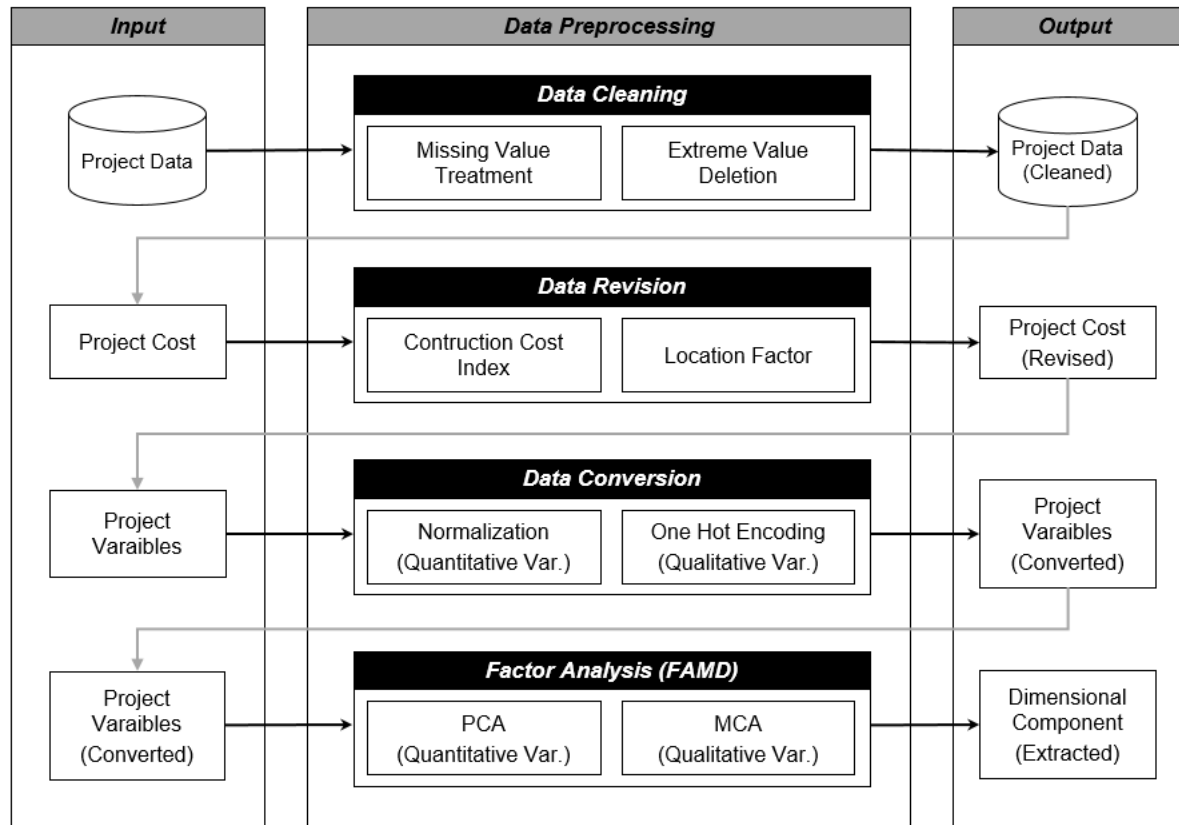 Input
Data Preprocessing
Output
Data Cleaning
Project Data
Missing Value
Treatment
Extreme Value
Deletion
Project Data
(Cleaned)
Data Revision
Project Cost
Contruction Cost
Index
Location Factor
Project Cost
(Revised)
Data Conversion
Project
Varaibles
Normalization
(Quantitative Var.)
One Hot Encoding
(Qualitative Var.)
Project
Varaibles
(Converted)
Factor Analysis (FAMD)
Project
Varaibles
(Converted)
PCA
(Quantitative Var.)
MCA
(Qualitative Var.)
Dimensional
Component
(Extracted)